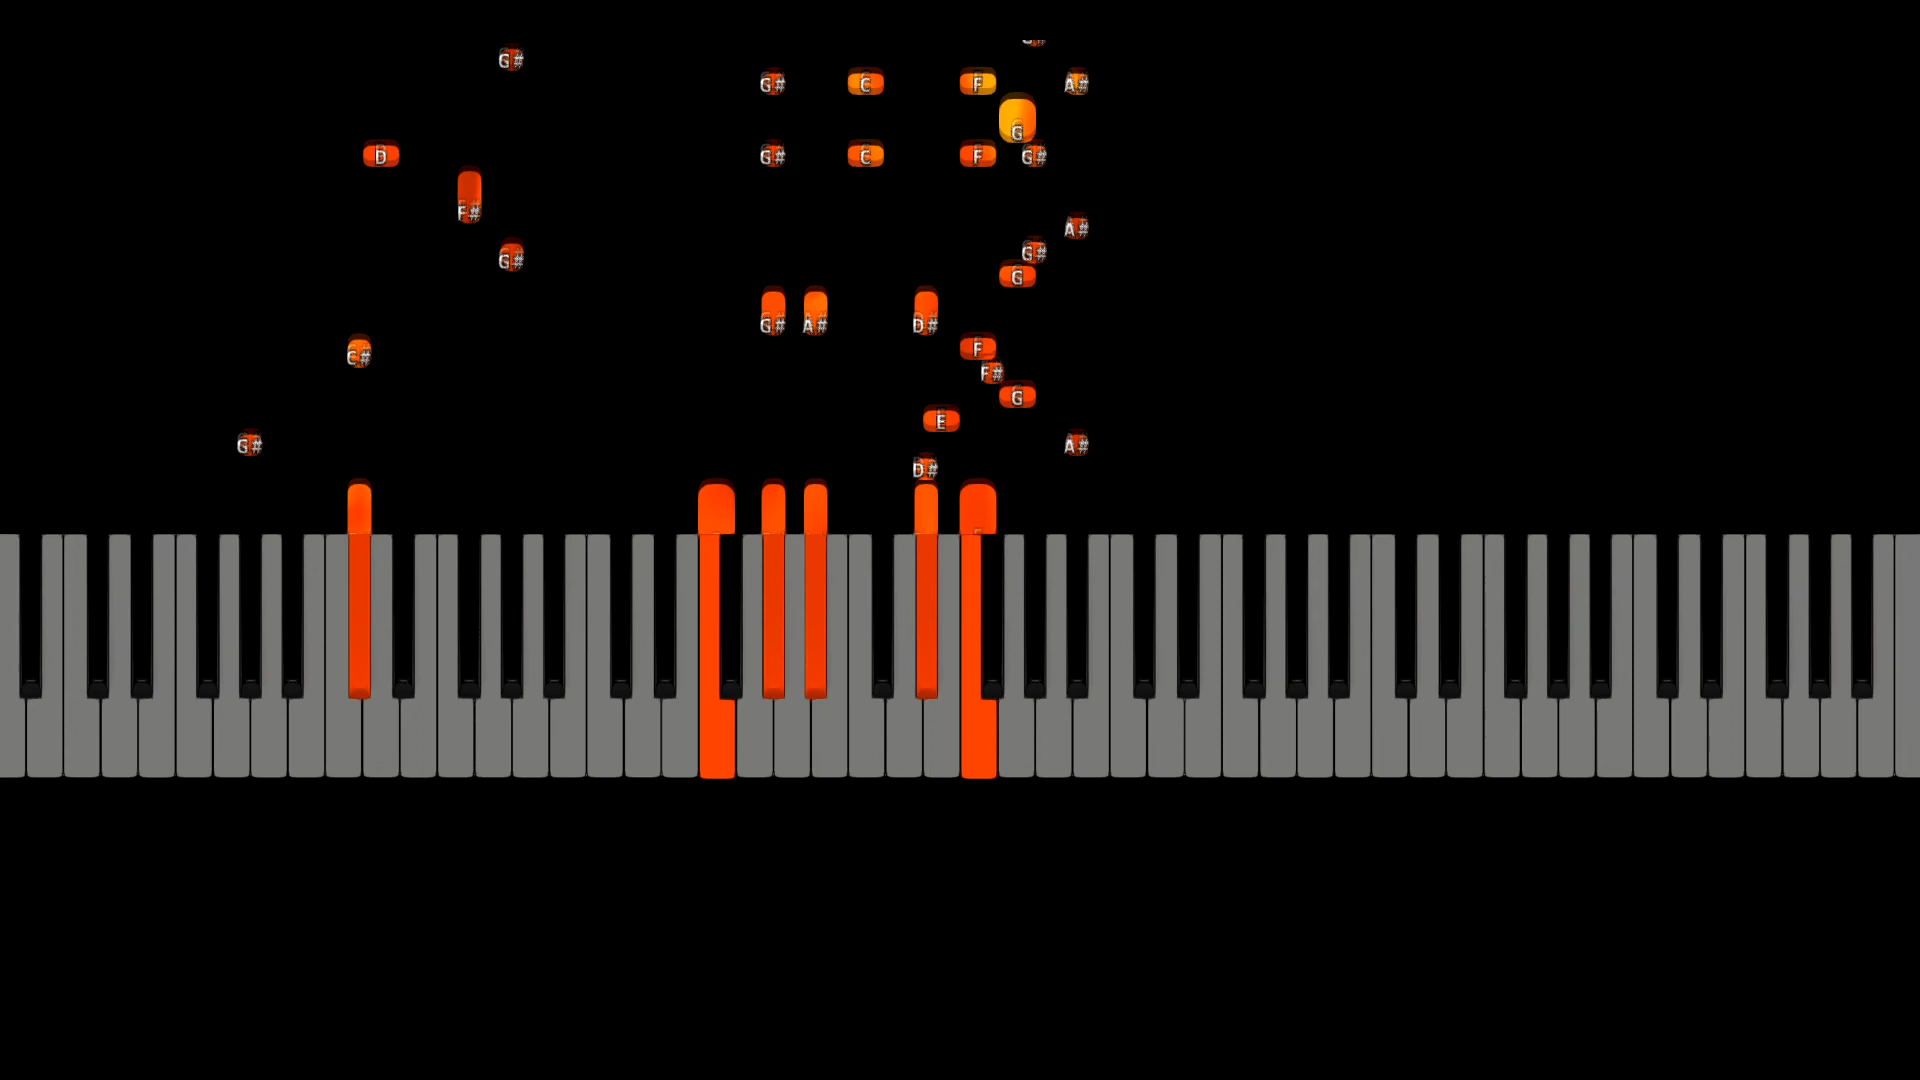 G#
G# C F A#
G
D G# C F G#
F#
A#
G# G#
G
G# A# D#
C# F
F#
G
E
G# A#
D#